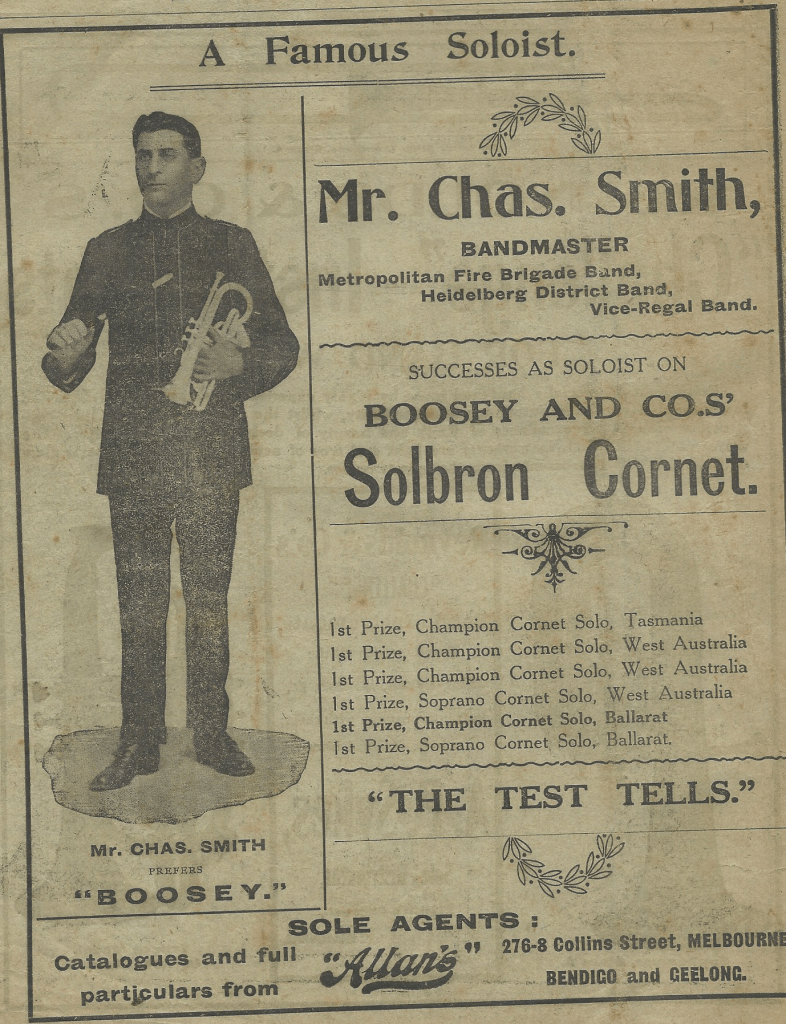 A Famous Soloist.
Mr. Chas. Smith,
BANDMASTER
Metropolitan Fire Brigade Band,
Heidelberg District Band,
Vice-Regal Band.
SUCCESSES AS SOLOIST ON
BOOSEY AND CO.S'
Solbron Cornet.
1st Prize, Champion Cornet Solo, Tasmania
1st Prize, Champion Cornet Solo, West Australia
1st Prize, Champion Cornet Solo, West Australia
1st Prize, Soprano Cornet Solo, West Australia
1st Prize, Champion Cornet Solo, Ballarat
1st Prize, Soprano Cornet Solo, Ballarat.
"THE TEST TELLS."
Mr. CHAS. SMITH
PREFERS
"BOOSEY."
SOLE AGENTS:
Catalogues and full
particulars from
"Allan's"
276-8 Collins Street, MELBOURNE
BENDIGO and GEELONG.